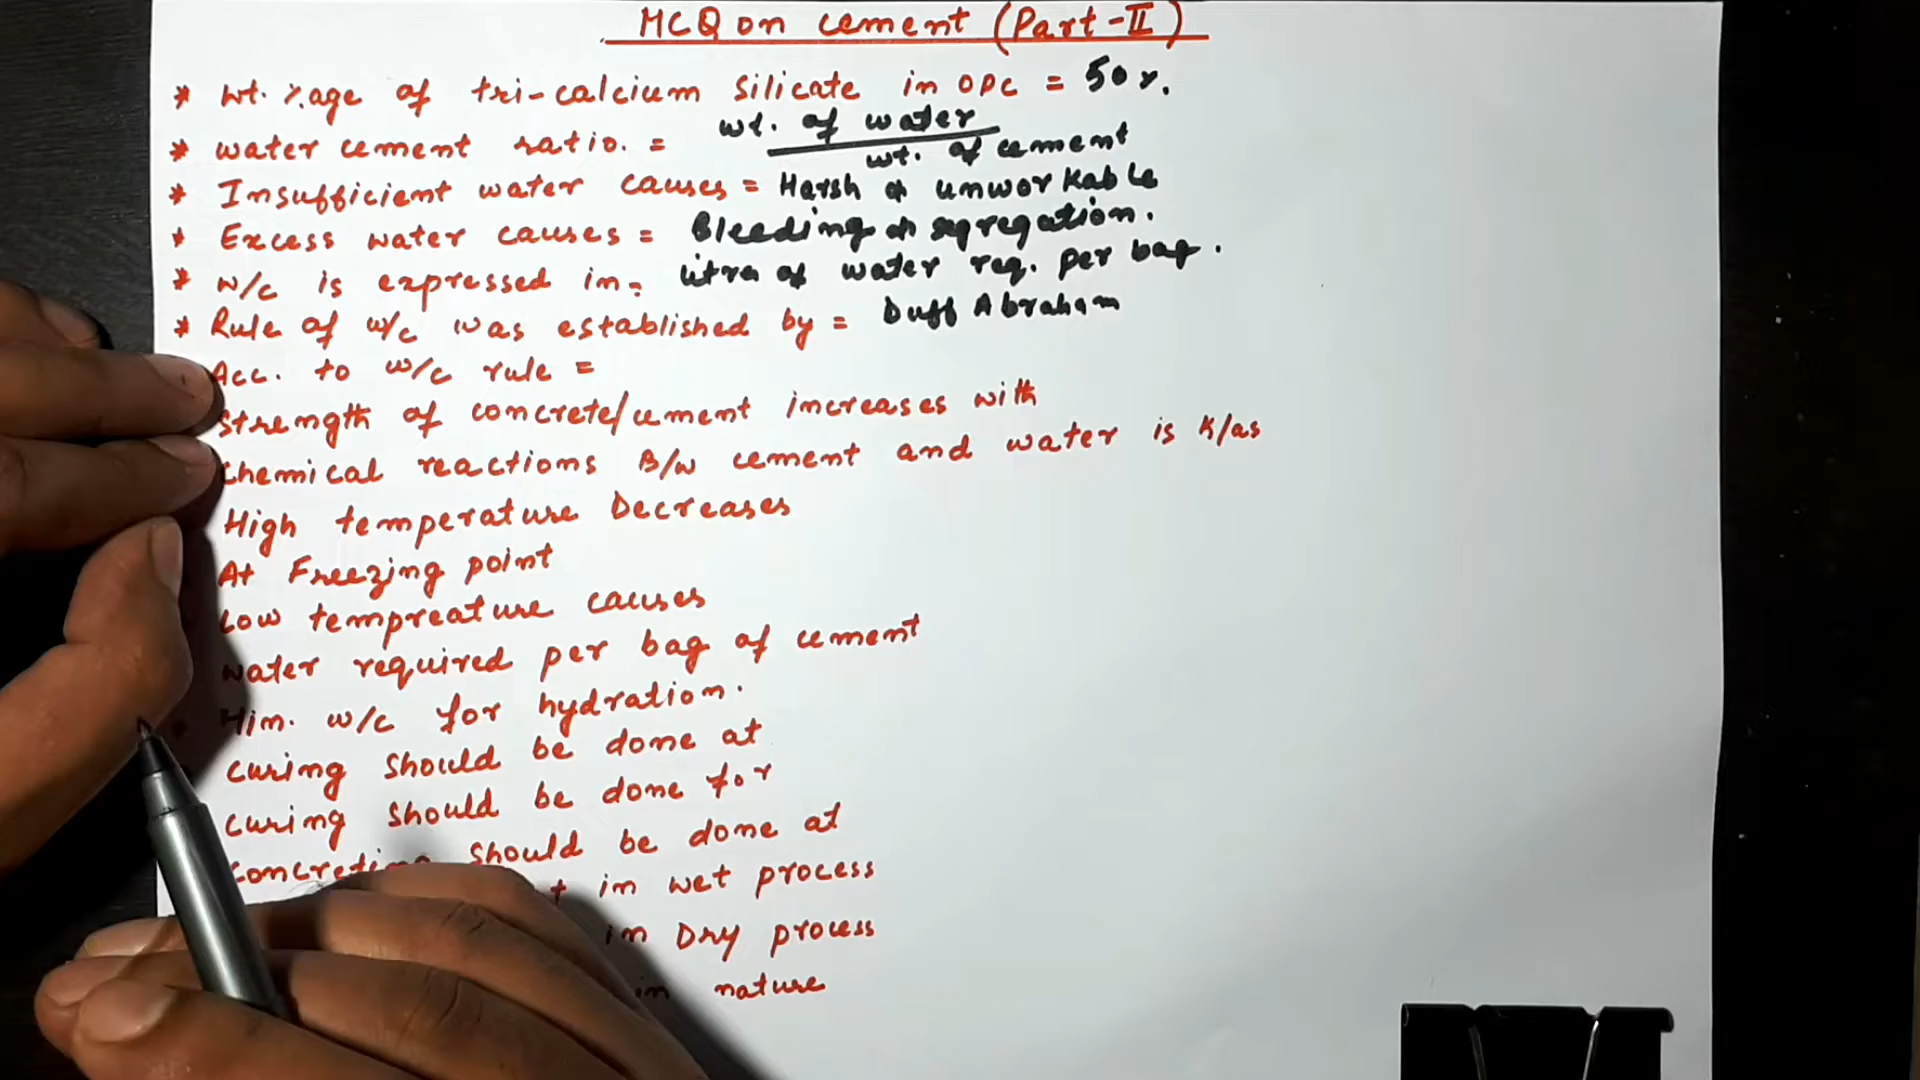 MCQ on cement (Part-II)
* wt. %age of tri-calcium silicate in OPC = 50%.
* water cement ratio. = wt. of water / wt. of cement
* Insufficient water causes = Harsh & unworkable
* Excess water causes = Bleeding & segregation.
* w/c is expressed in = litre of water req. per bag.
* Rule of w/c was established by = Duff Abraham
Acc. to w/c rule =
strength of concrete/cement increases with
chemical reactions B/w cement and water is K/as
High temperature Decreases
At Freezing point
Low tempreature causes
water required per bag of cement
Min. w/c for hydration.
curing should be done at
curing should be done for
concreting should be done at
in wet process
in Dry process
in nature